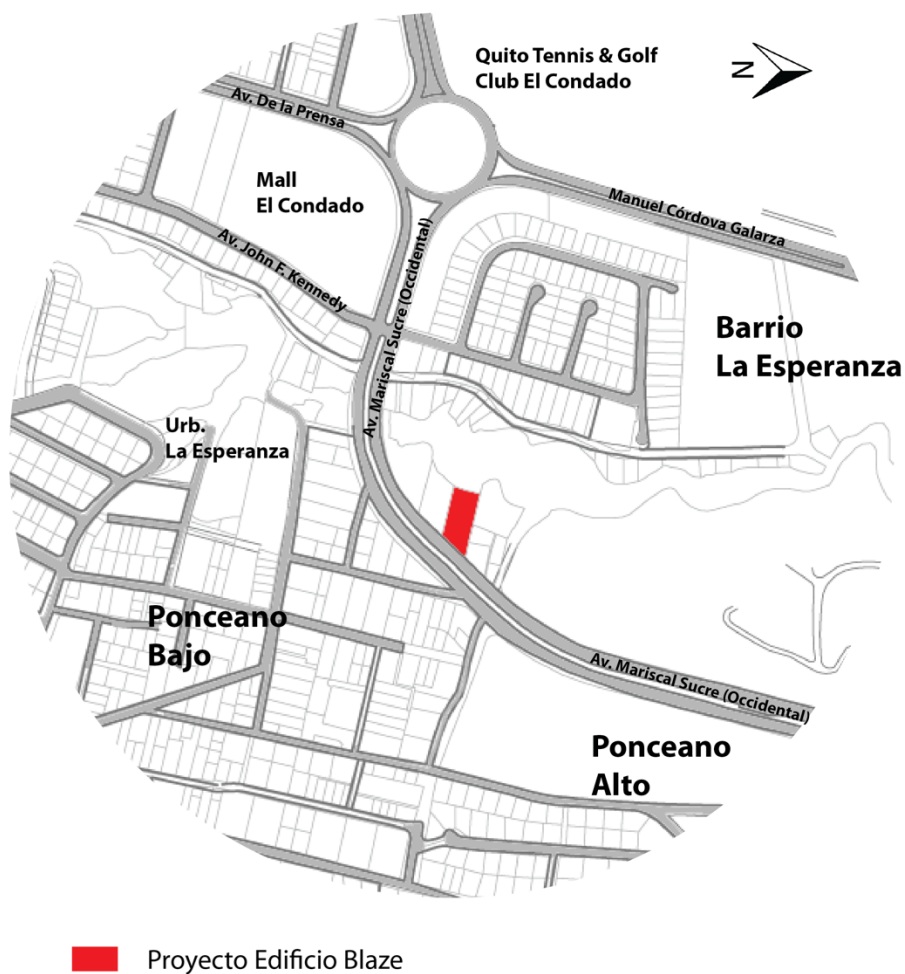 Quito Tennis & Golf
Club El Condado
N
Av. De la Prensa
Mall
El Condado
Manuel Córdova Galarza
Av. John F. Kennedy
Av. Mariscal Sucre (Occidental)
Barrio
La Esperanza
Urb.
La Esperanza
Ponceano
Bajo
Av. Mariscal Sucre (Occidental)
Ponceano
Alto
Proyecto Edificio Blaze